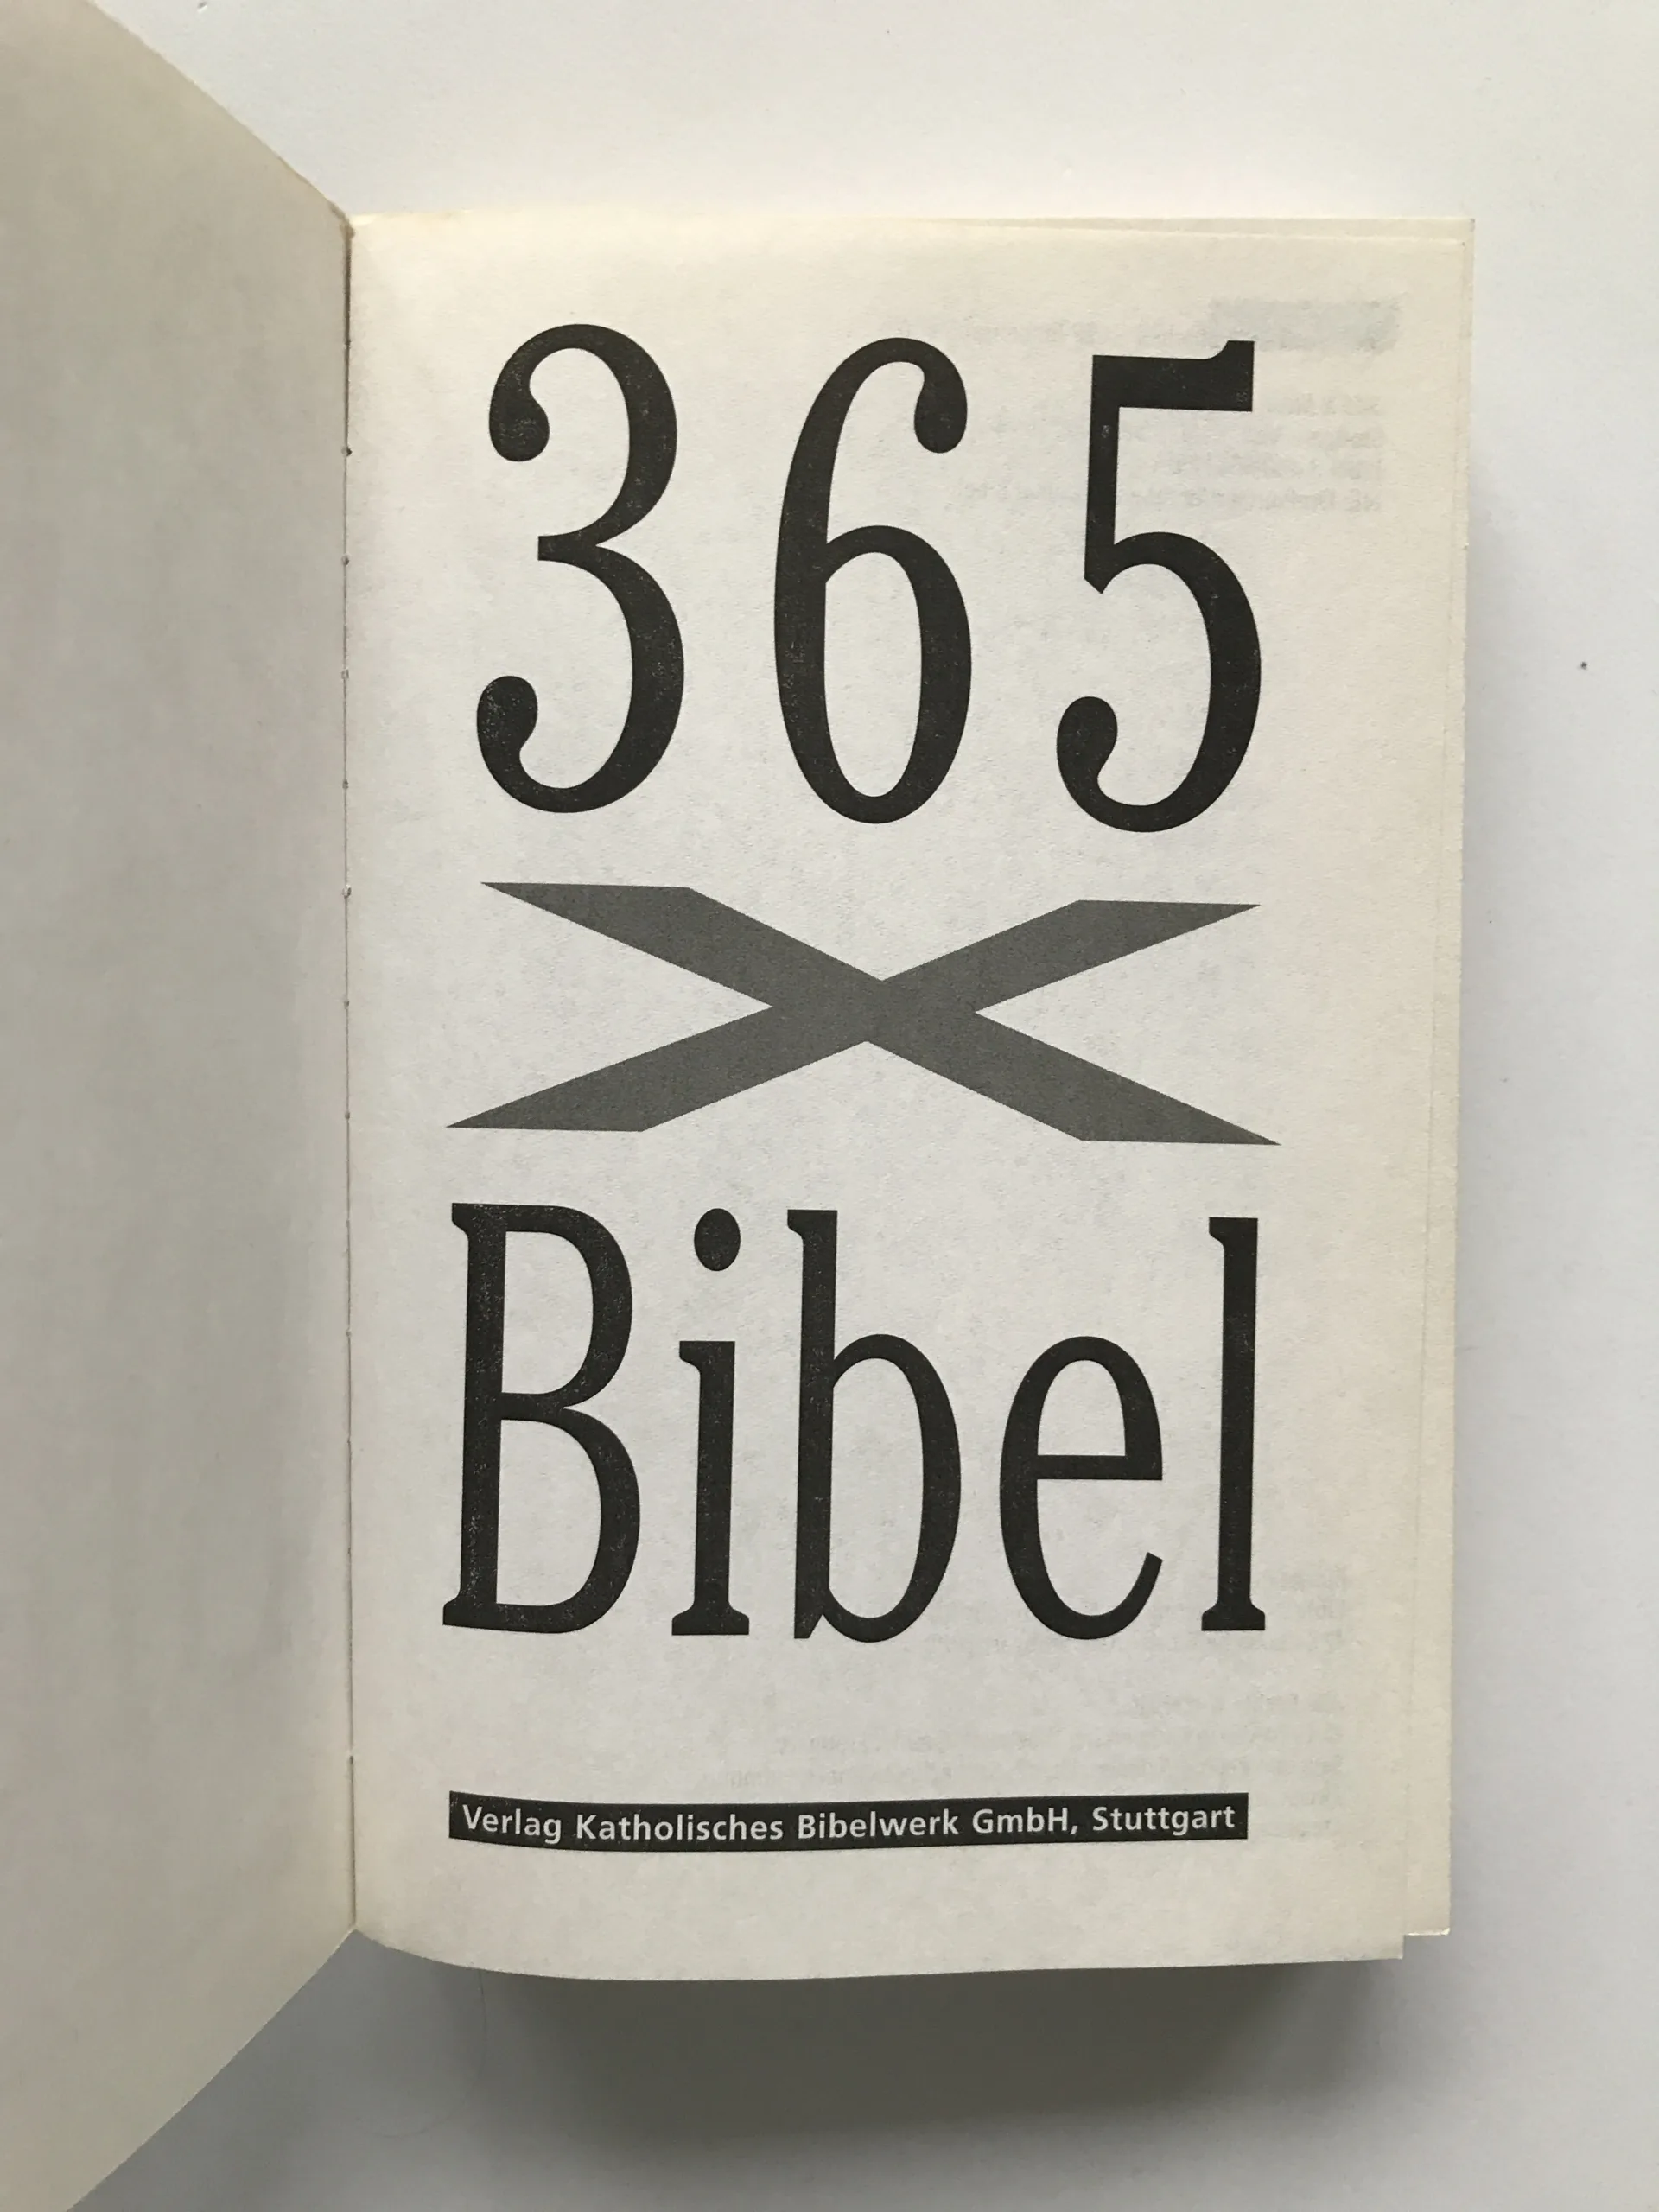 365
X
Bibel
Verlag Katholisches Bibelwerk GmbH, Stuttgart